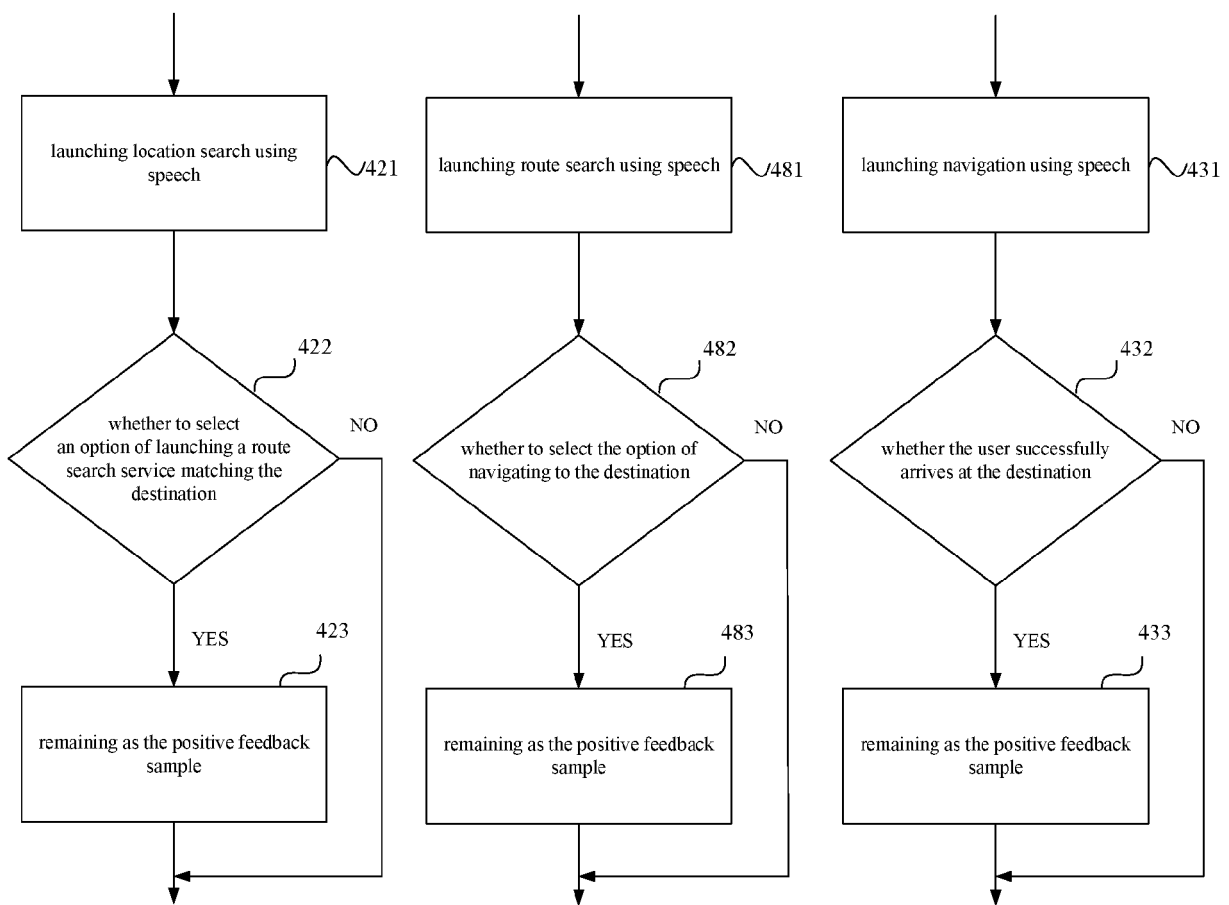 launching location search using
speech
421
422
whether to select
an option of launching a route
search service matching the
destination
NO
YES
423
remaining as the positive feedback
sample
launching route search using speech
481
482
whether to select the option of
navigating to the destination
NO
YES
483
remaining as the positive feedback
sample
launching navigation using speech
431
432
whether the user successfully
arrives at the destination
NO
YES
433
remaining as the positive feedback
sample